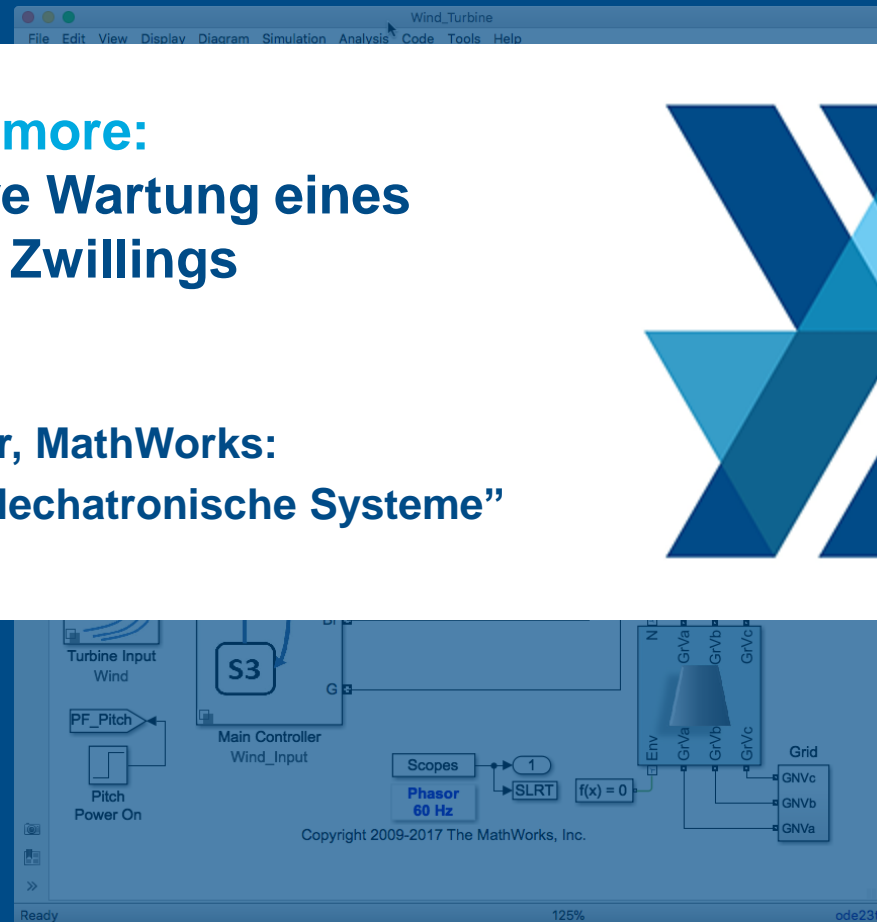 Wind_Turbine
File Edit View Display Diagram Simulation Analysis Code Tools Help
more:
e Wartung eines
Zwillings
r, MathWorks:
Mechatronische Systeme”
Turbine Input
Wind
S3
G
N
GrVa
GrVb
GrVc
PF_Pitch
Main Controller
Wind_Input
Env
GrVa
GrVb
GrVc
Grid
GNVc
GNVb
GNVa
Scopes
1
SLRT
f(x) = 0
Phasor
60 Hz
Pitch
Power On
Copyright 2009-2017 The MathWorks, Inc.
Ready
125%
ode23t